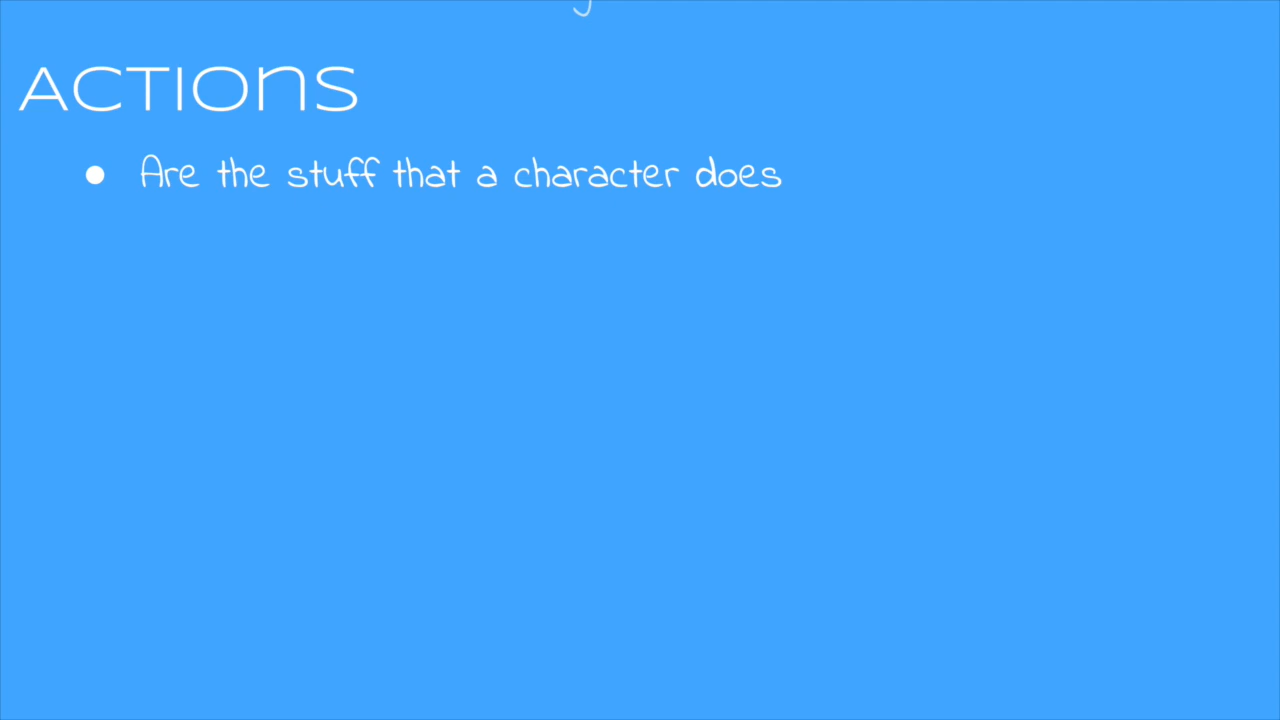 ACTIONS
● Are the stuff that a character does